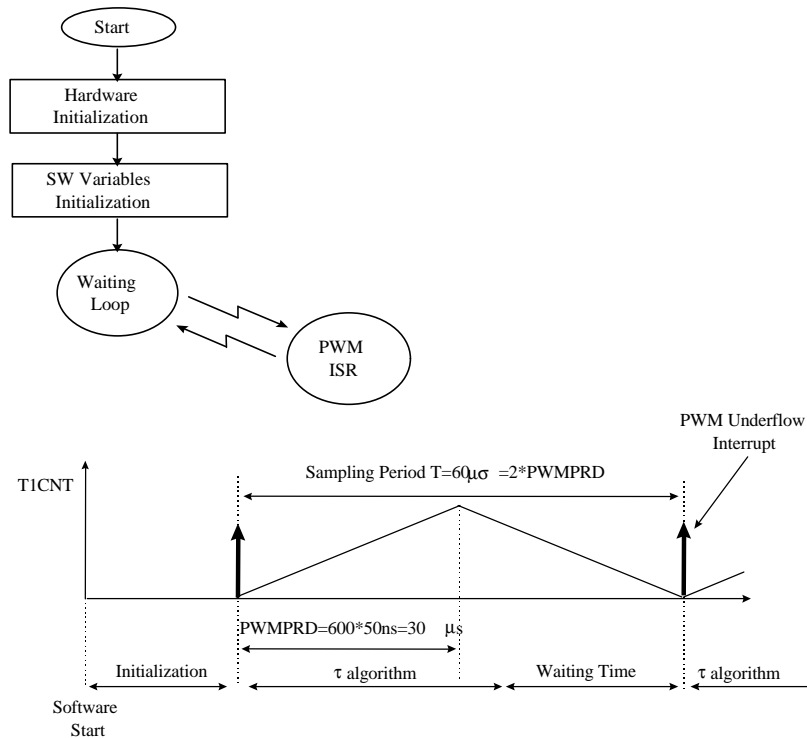 Start
Hardware
Initialization
SW Variables
Initialization
Waiting
Loop
PWM
ISR
PWM Underflow
Interrupt
T1CNT
Sampling Period T=60μσ =2*PWMPRD
PWMPRD=600*50ns=30 μs
Initialization
τ algorithm
Waiting Time
τ algorithm
Software
Start